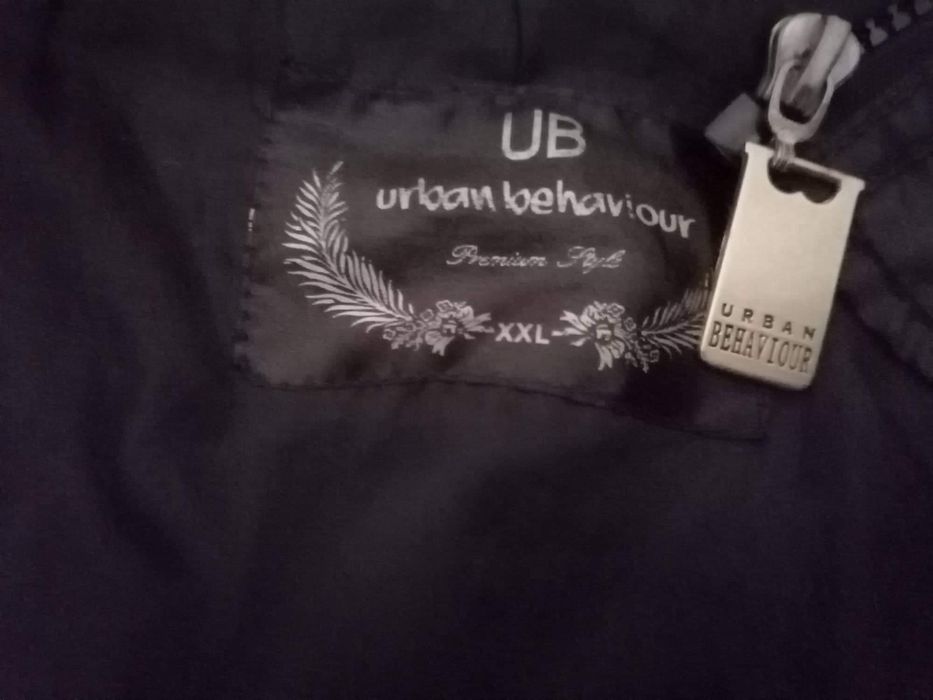 UB
urban behaviour
Premium Style
-XXL-
URBAN
BEHAVIOUR